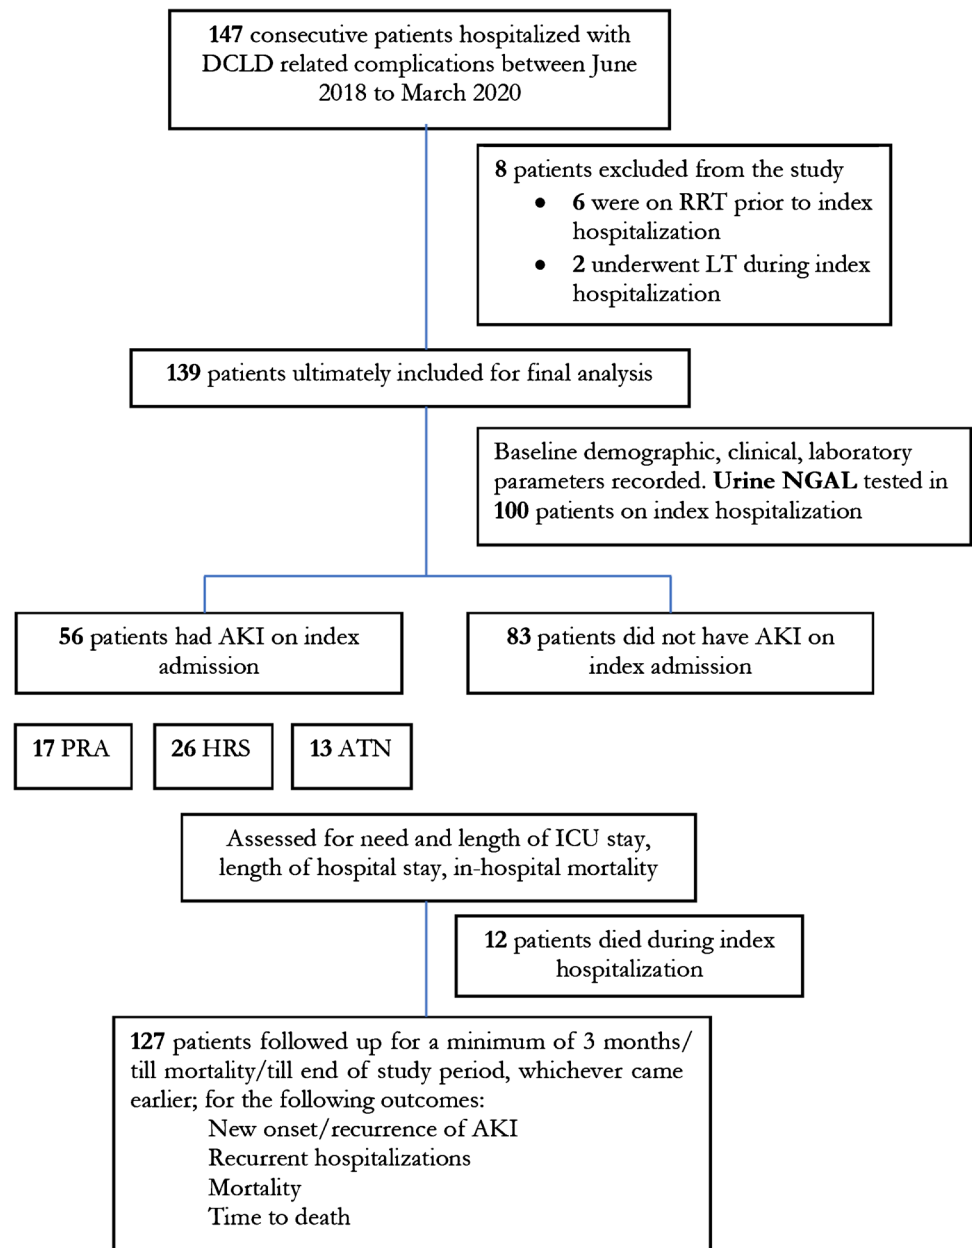 147 consecutive patients hospitalized with
DCLD related complications between June
2018 to March 2020
8 patients excluded from the study
• 6 were on RRT prior to index
hospitalization
• 2 underwent LT during index
hospitalization
139 patients ultimately included for final analysis
Baseline demographic, clinical, laboratory
parameters recorded. Urine NGAL tested in
100 patients on index hospitalization
56 patients had AKI on index
admission
83 patients did not have AKI on
index admission
17 PRA
26 HRS
13 ATN
Assessed for need and length of ICU stay,
length of hospital stay, in-hospital mortality
12 patients died during index
hospitalization
127 patients followed up for a minimum of 3 months/
till mortality/till end of study period, whichever came
earlier; for the following outcomes:
New onset/recurrence of AKI
Recurrent hospitalizations
Mortality
Time to death